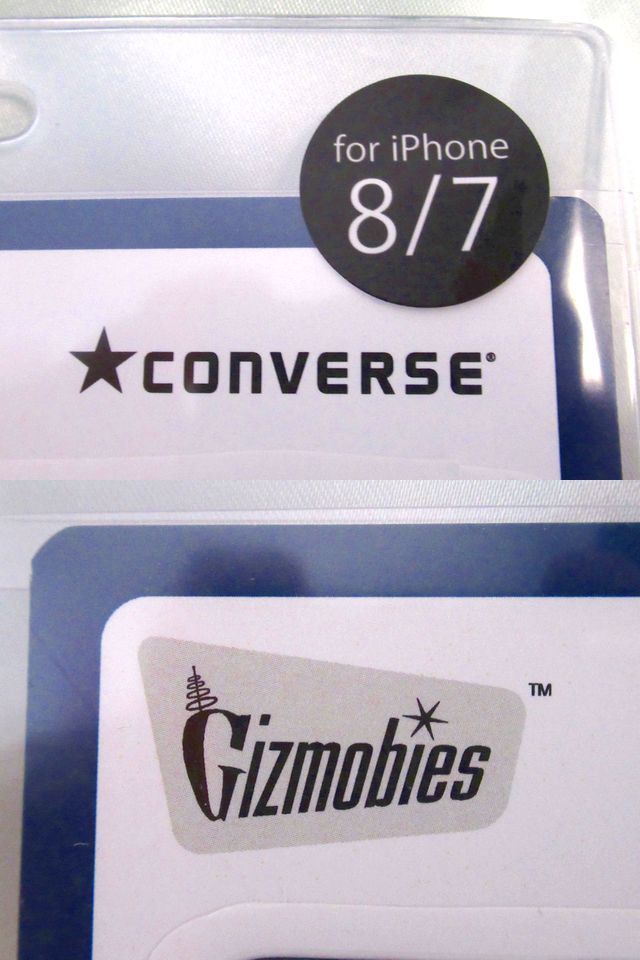 for iPhone
8/7
★CONVERSE®
Gizmobies
TM